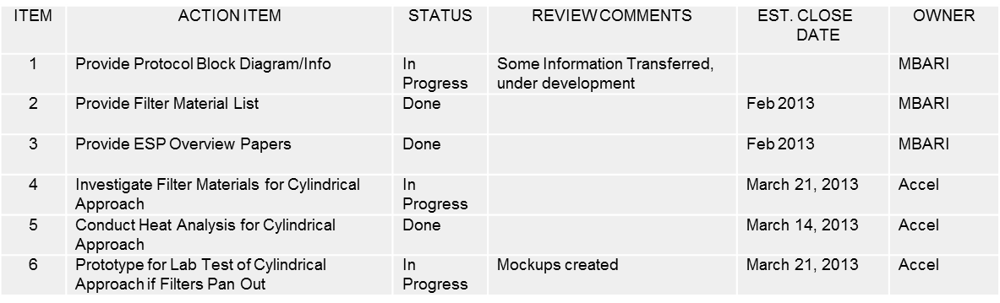 ITEM ACTION ITEM STATUS REVIEW COMMENTS EST. CLOSE DATE OWNER
1 Provide Protocol Block Diagram/Info In Progress Some Information Transferred, under development MBARI
2 Provide Filter Material List Done Feb 2013 MBARI
3 Provide ESP Overview Papers Done Feb 2013 MBARI
4 Investigate Filter Materials for Cylindrical Approach In Progress March 21, 2013 Accel
5 Conduct Heat Analysis for Cylindrical Approach Done March 14, 2013 Accel
6 Prototype for Lab Test of Cylindrical Approach if Filters Pan Out In Progress Mockups created March 21, 2013 Accel